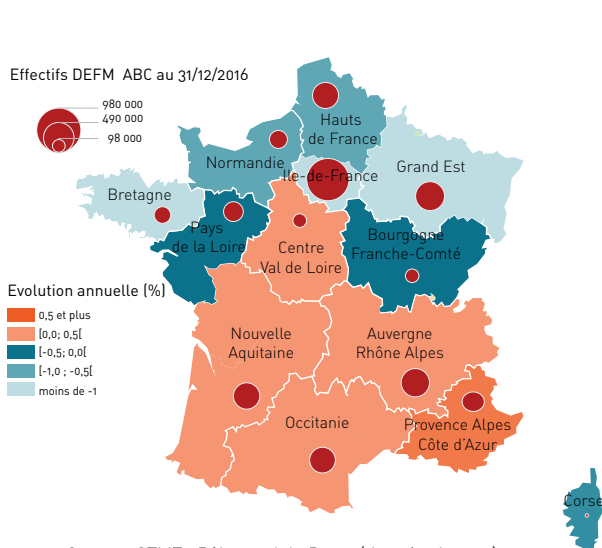 Effectifs DEFM ABC au 31/12/2016
980 000
490 000
98 000
Hauts
de France
Normandie
Ile-de-France
Grand Est
Bretagne
Pays
de la Loire
Bourgogne
Franche-Comté
Centre
Val de Loire
Evolution annuelle (%)
0,5 et plus
[0,0; 0,5[
[-0,5; 0,0[
[-1,0 ; -0,5[
moins de -1
Nouvelle
Aquitaine
Auvergne
Rhône Alpes
Occitanie
Provence Alpes
Côte d’Azur
Corse